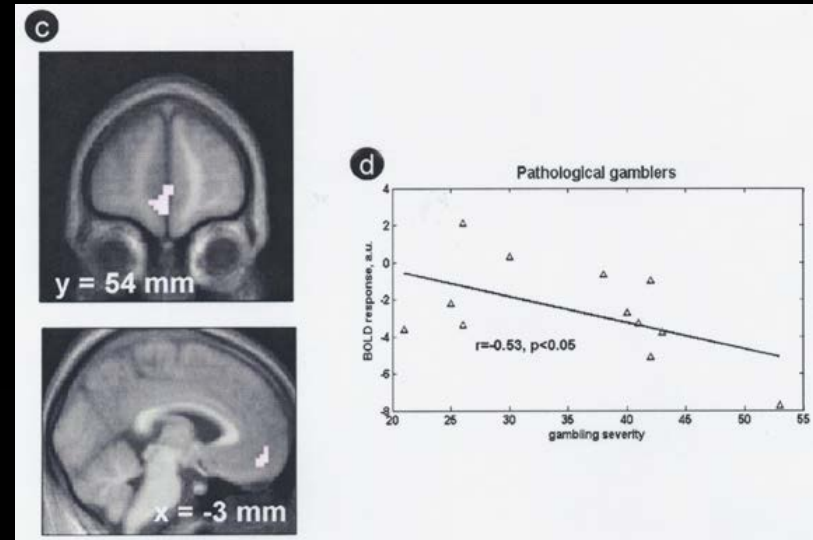 c
y = 54 mm
x = -3 mm
d
Pathological gamblers
BOLD response, a.u.
4
2
0
-2
-4
-6
-8
r=-0.53, p<0.05
20 25 30 35 40 45 50 55
gambling severity